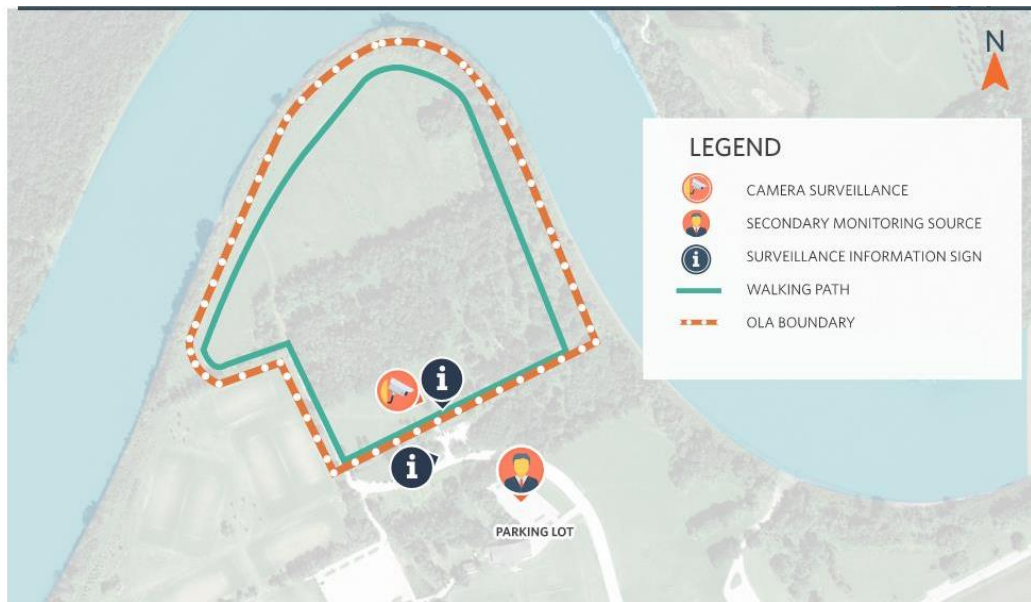 N
LEGEND
CAMERA SURVEILLANCE
SECONDARY MONITORING SOURCE
i SURVEILLANCE INFORMATION SIGN
WALKING PATH
OLA BOUNDARY
i
i
PARKING LOT